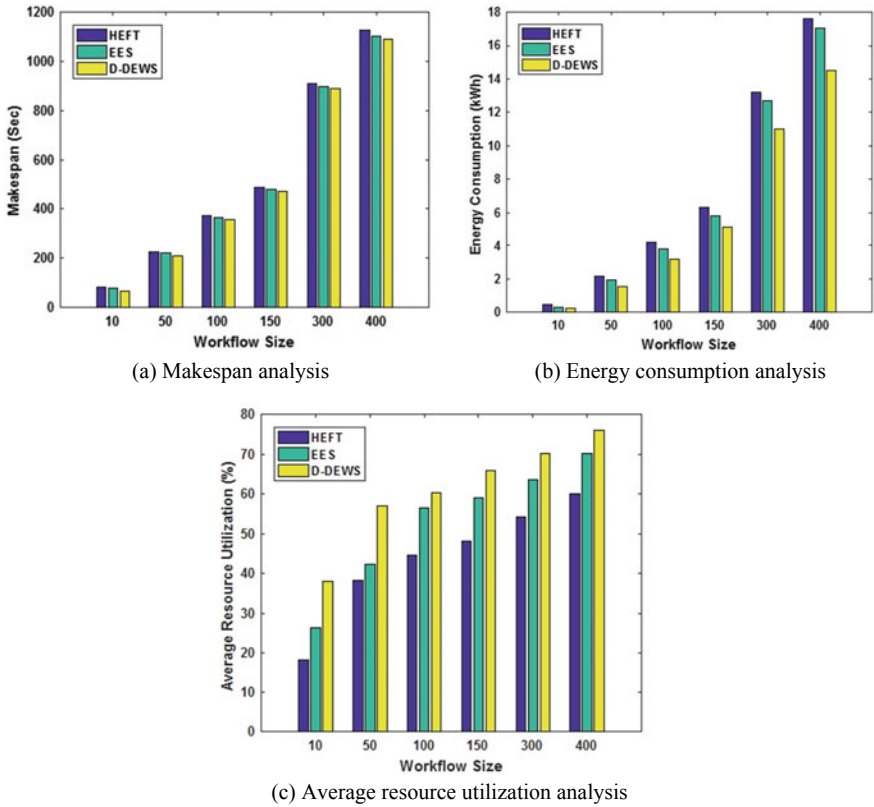 1200
1000
800
600
400
200
0
Makespan (Sec)
HEFT
EES
D-DEWS
10 50 100 150 300 400
Workflow Size
(a) Makespan analysis
18
16
14
12
10
8
6
4
2
0
Energy Consumption (kWh)
HEFT
EES
D-DEWS
10 50 100 150 300 400
Workflow Size
(b) Energy consumption analysis
80
70
60
50
40
30
20
10
0
Average Resource Utilization (%)
HEFT
EES
D-DEWS
10 50 100 150 300 400
Workflow Size
(c) Average resource utilization analysis